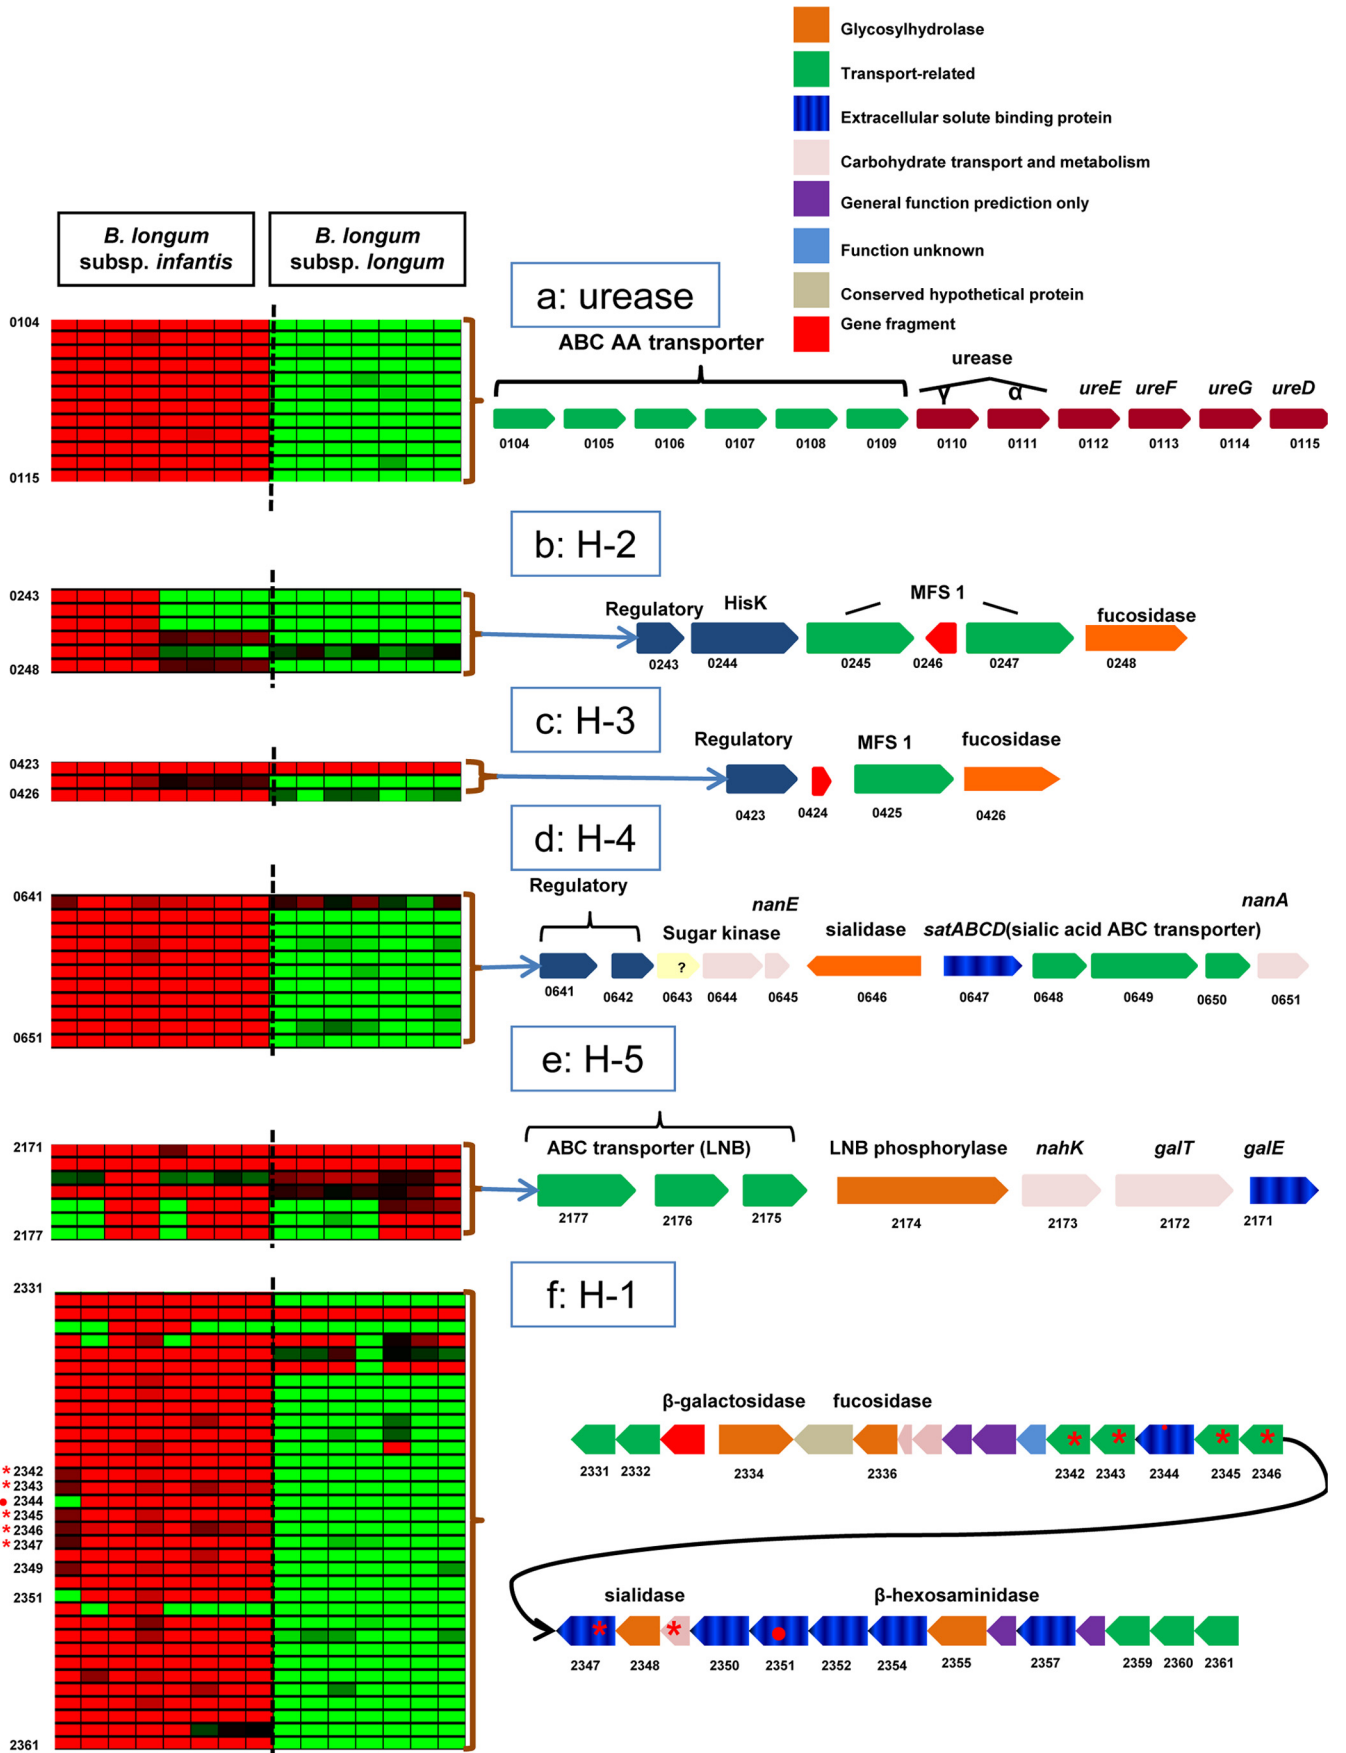 Glycosylhydrolase
Transport-related
Extracellular solute binding protein
Carbohydrate transport and metabolism
General function prediction only
Function unknown
Conserved hypothetical protein
Gene fragment
B. longum
subsp. infantis
B. longum
subsp. longum
a: urease
0104
0115
ABC AA transporter
urease
γ α ureE ureF ureG ureD
0104 0105 0106 0107 0108 0109 0110 0111 0112 0113 0114 0115
b: H-2
0243
0248
Regulatory HisK MFS 1 fucosidase
0243 0244 0245 0246 0247 0248
c: H-3
0423
0426
Regulatory MFS 1 fucosidase
0423 0424 0425 0426
d: H-4
0641
0651
Regulatory
nanE nanA
Sugar kinase sialidase satABCD(sialic acid ABC transporter)
?
0641 0642 0643 0644 0645 0646 0647 0648 0649 0650 0651
e: H-5
2171
2177
ABC transporter (LNB) LNB phosphorylase nahK galT galE
2177 2176 2175 2174 2173 2172 2171
f: H-1
2331
* 2342
* 2343
• 2344
* 2345
* 2346
* 2347
2349
2351
2361
β-galactosidase fucosidase
* * * *
2331 2332 2334 2336 2342 2343 2344 2345 2346
sialidase β-hexosaminidase
* *
2347 2348 2350 2351 2352 2354 2355 2357 2359 2360 2361